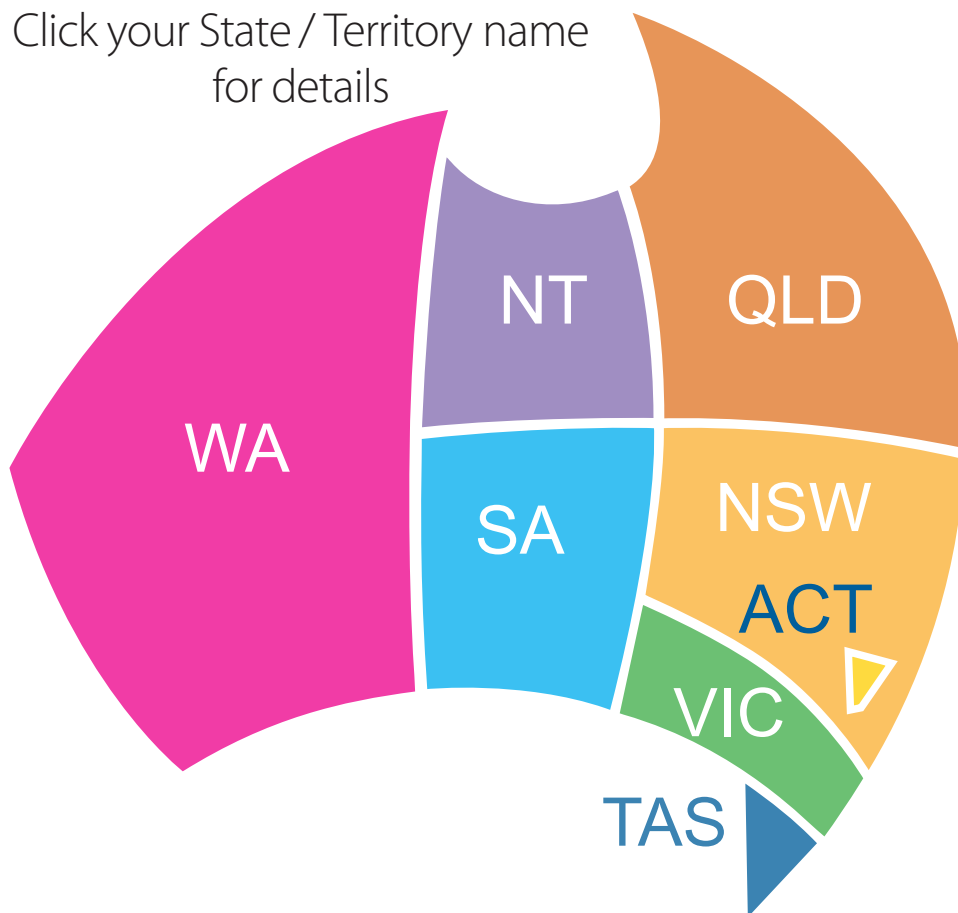 Click your State / Territory name
for details
NT
QLD
WA
NSW
SA
ACT
VIC
TAS